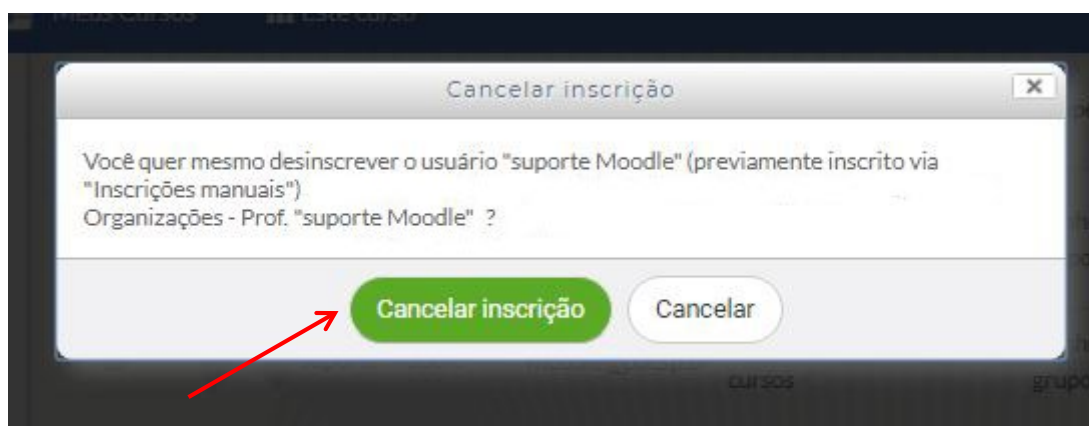 Meus Cursos Este curso
Cancelar inscrição
Você quer mesmo desinscrever o usuário "suporte Moodle" (previamente inscrito via
"Inscrições manuais")
Organizações - Prof. "suporte Moodle" ?
Cancelar inscrição Cancelar
cursos grupo